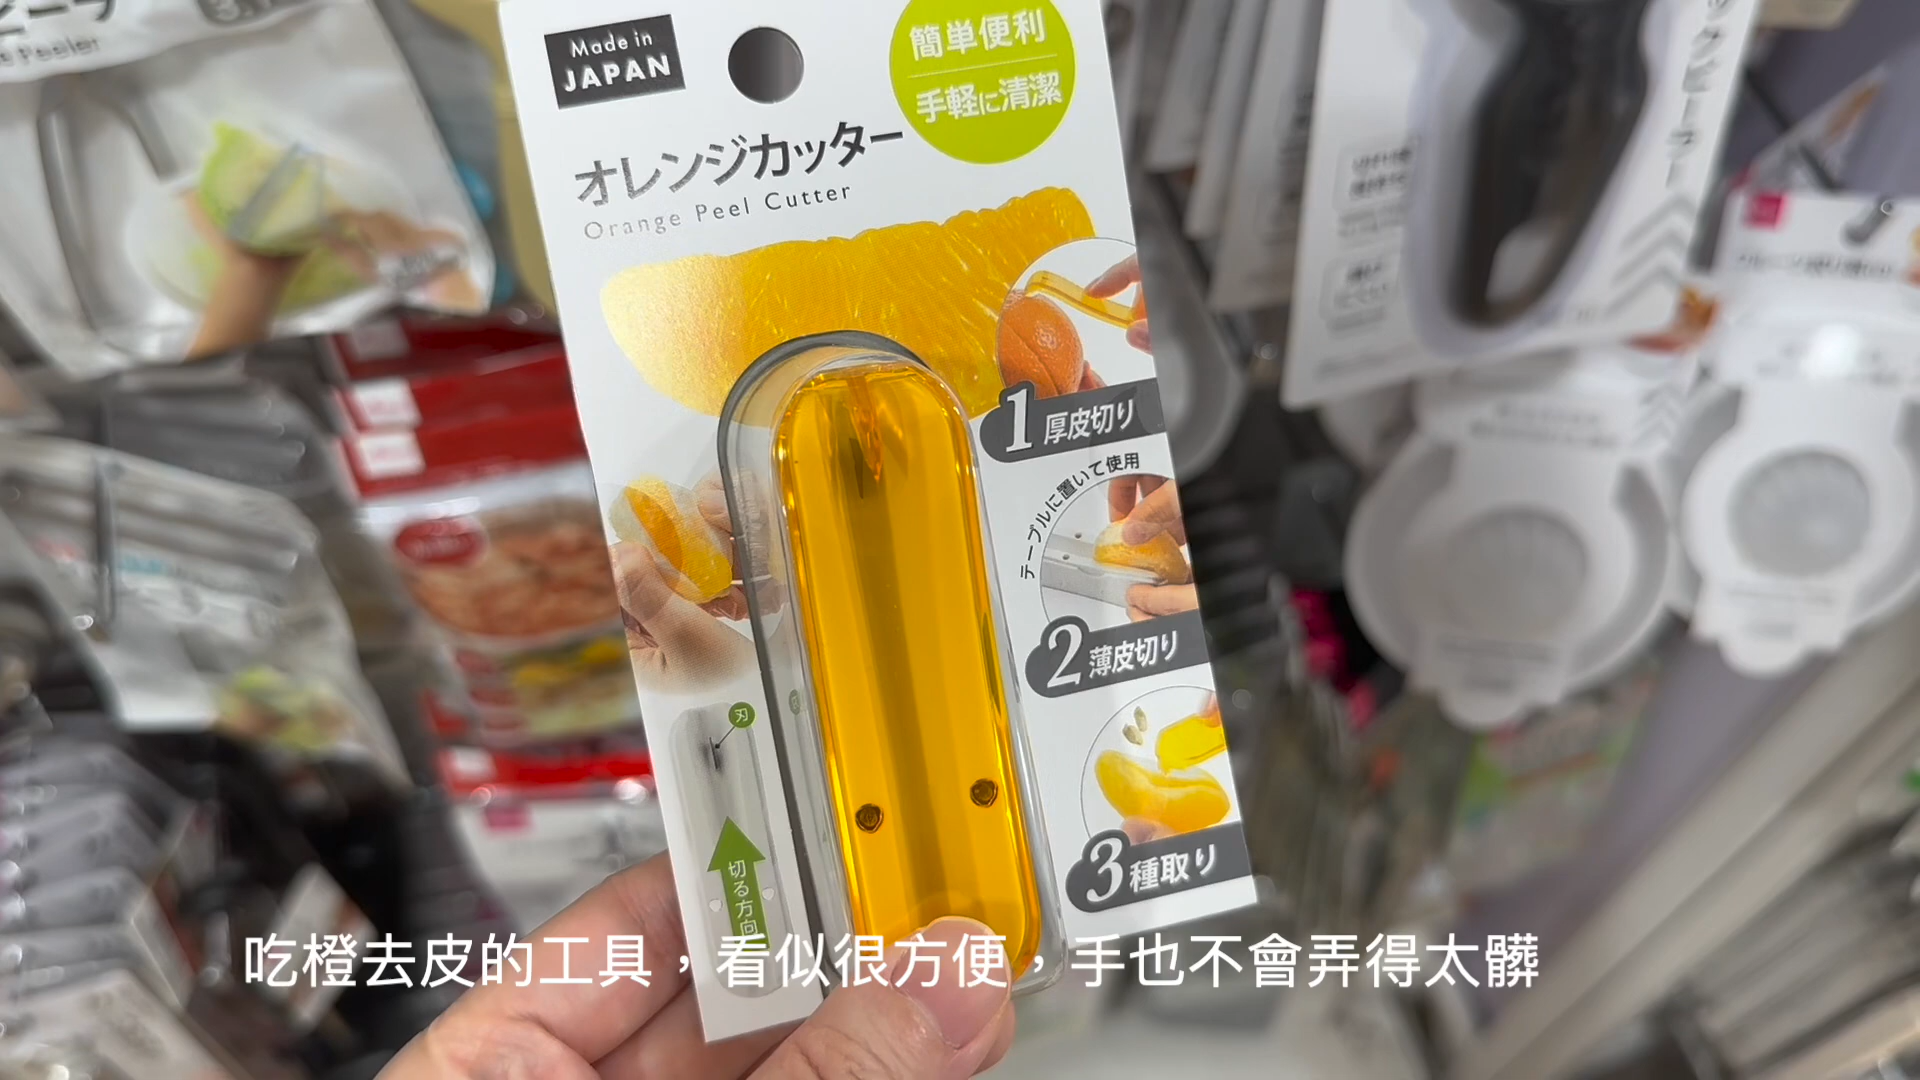 Made in
JAPAN
簡単便利
手軽に清潔
オレンジカッター
Orange Peel Cutter
1 厚皮切り
テーブルに置いて使用
2 薄皮切り
刃
切る方向
3 種取り
吃橙去皮的工具，看似很方便，手也不會弄得太髒